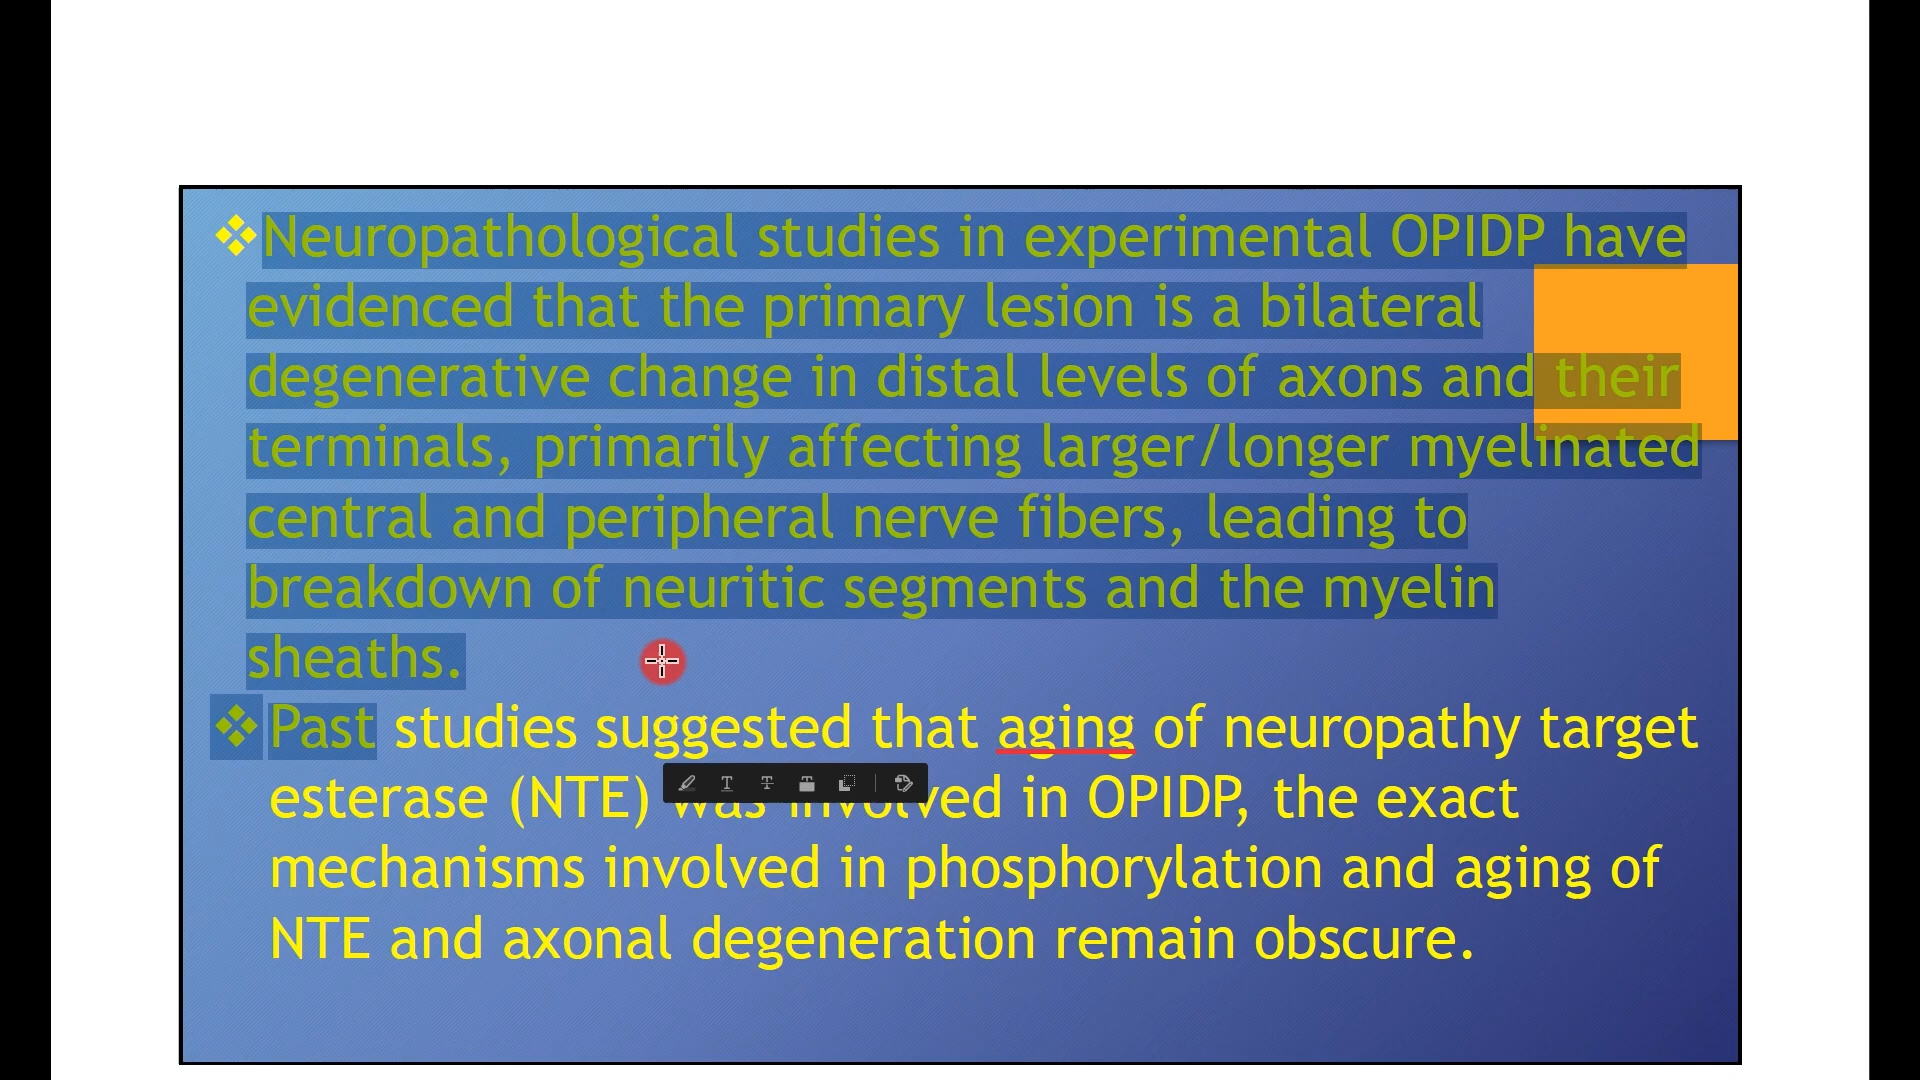 ❖Neuropathological studies in experimental OPIDP have
evidenced that the primary lesion is a bilateral
degenerative change in distal levels of axons and their
terminals, primarily affecting larger/longer myelinated
central and peripheral nerve fibers, leading to
breakdown of neuritic segments and the myelin
sheaths.
❖Past studies suggested that aging of neuropathy target
esterase (NTE) was involved in OPIDP, the exact
mechanisms involved in phosphorylation and aging of
NTE and axonal degeneration remain obscure.